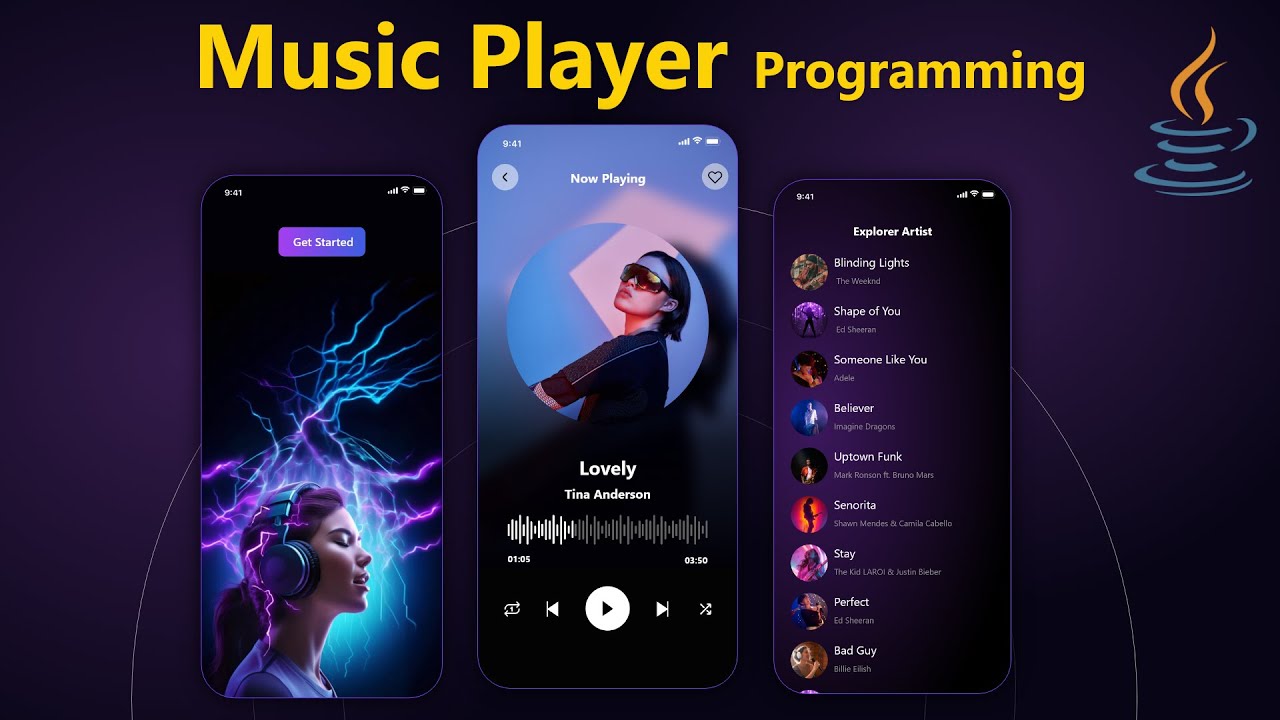 Music Player Programming
9:41
Get Started
9:41
Now Playing
Lovely
Tina Anderson
01:05
03:50
9:41
Explorer Artist
Blinding Lights
The Weeknd
Shape of You
Ed Sheeran
Someone Like You
Adele
Believer
Imagine Dragons
Uptown Funk
Mark Ronson ft. Bruno Mars
Senorita
Shawn Mendes & Camila Cabello
Stay
The Kid LAROI & Justin Bieber
Perfect
Ed Sheeran
Bad Guy
Billie Eilish